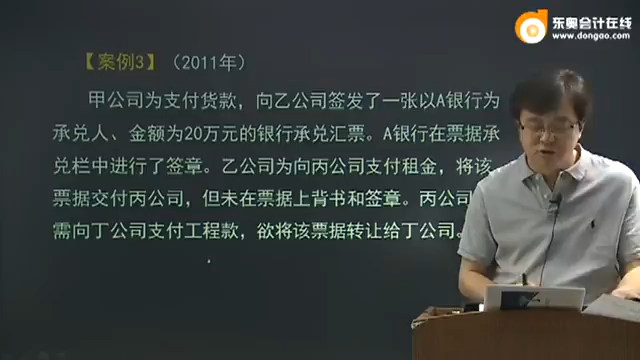 东奥会计在线
www.dongao.com
【案例3】（2011年）
甲公司为支付货款，向乙公司签发了一张以A银行为
承兑人、金额为20万元的银行承兑汇票。A银行在票据承
兑栏中进行了签章。乙公司为向丙公司支付租金，将该
票据交付丙公司，但未在票据上背书和签章。丙公司
需向丁公司支付工程款，欲将该票据转让给丁公司。